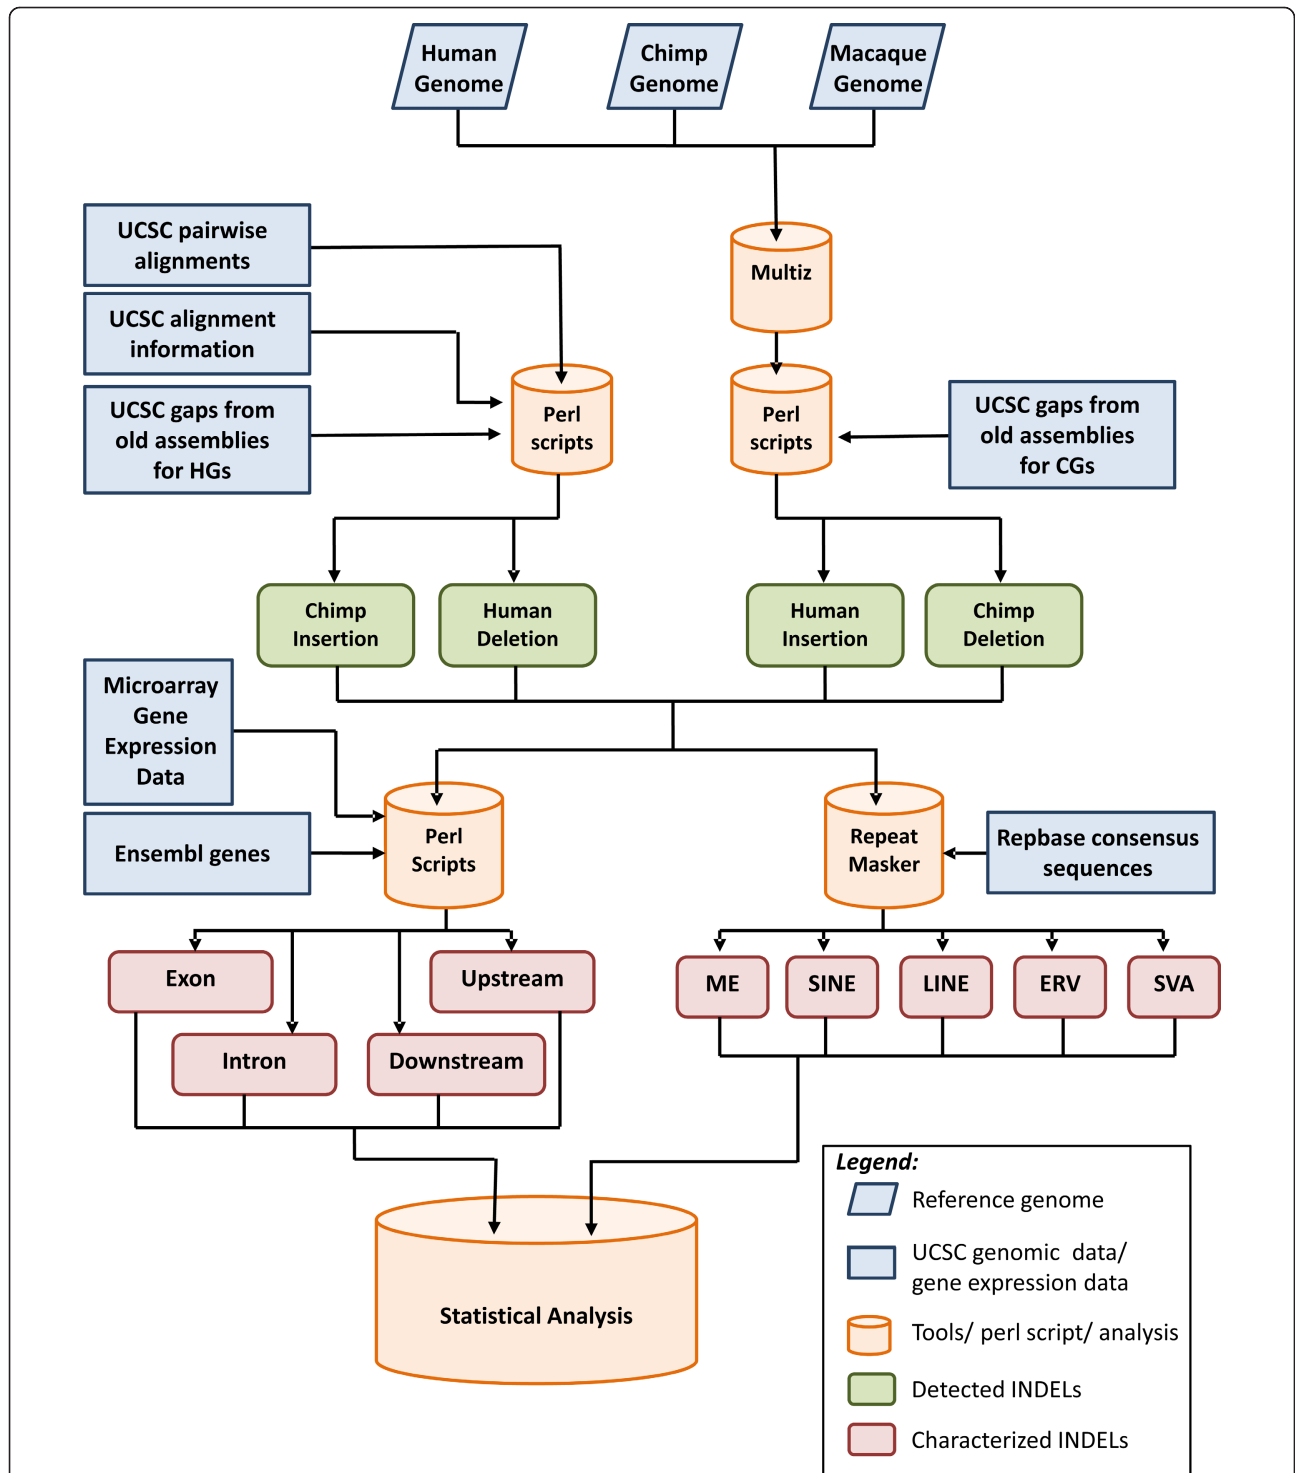 Human
Genome
Chimp
Genome
Macaque
Genome
UCSC pairwise
alignments
Multiz
UCSC alignment
information
UCSC gaps from
old assemblies
for HGs
Perl
scripts
Perl
scripts
UCSC gaps from
old assemblies
for CGs
Chimp
Insertion
Human
Deletion
Human
Insertion
Chimp
Deletion
Microarray
Gene
Expression
Data
Ensembl genes
Perl
Scripts
Repeat
Masker
Repbase consensus
sequences
Exon
Upstream
Intron
Downstream
ME
SINE
LINE
ERV
SVA
Statistical Analysis
Legend:
Reference genome
UCSC genomic data/
gene expression data
Tools/ perl script/ analysis
Detected INDELs
Characterized INDELs